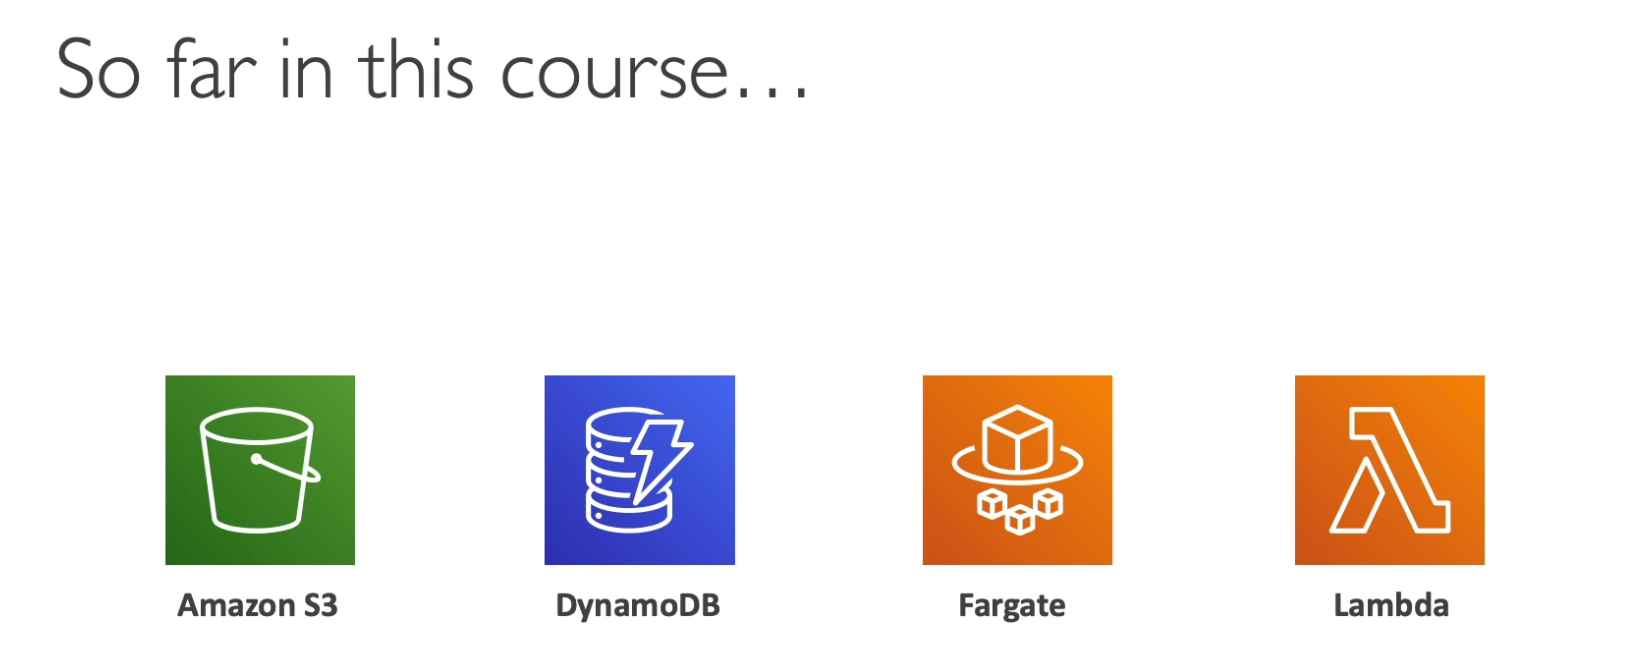 So far in this course…
Amazon S3
DynamoDB
Fargate
Lambda